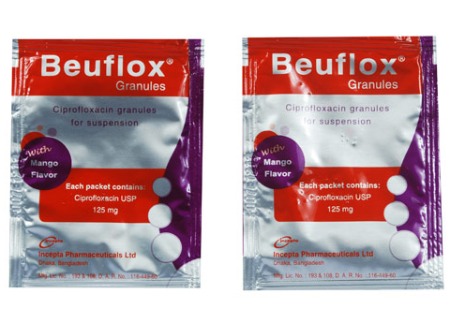 Beuflox®
Granules
Ciprofloxacin granules
for suspension
With
Mango
Flavor
Each packet contains:
Ciprofloxacin USP
125 mg
Incepta Pharmaceuticals Ltd
Dhaka, Bangladesh
Beuflox®
Granules
Ciprofloxacin granules
for suspension
With
Mango
Flavor
Each packet contains:
Ciprofloxacin USP
125 mg
Incepta Pharmaceuticals Ltd
Dhaka, Bangladesh